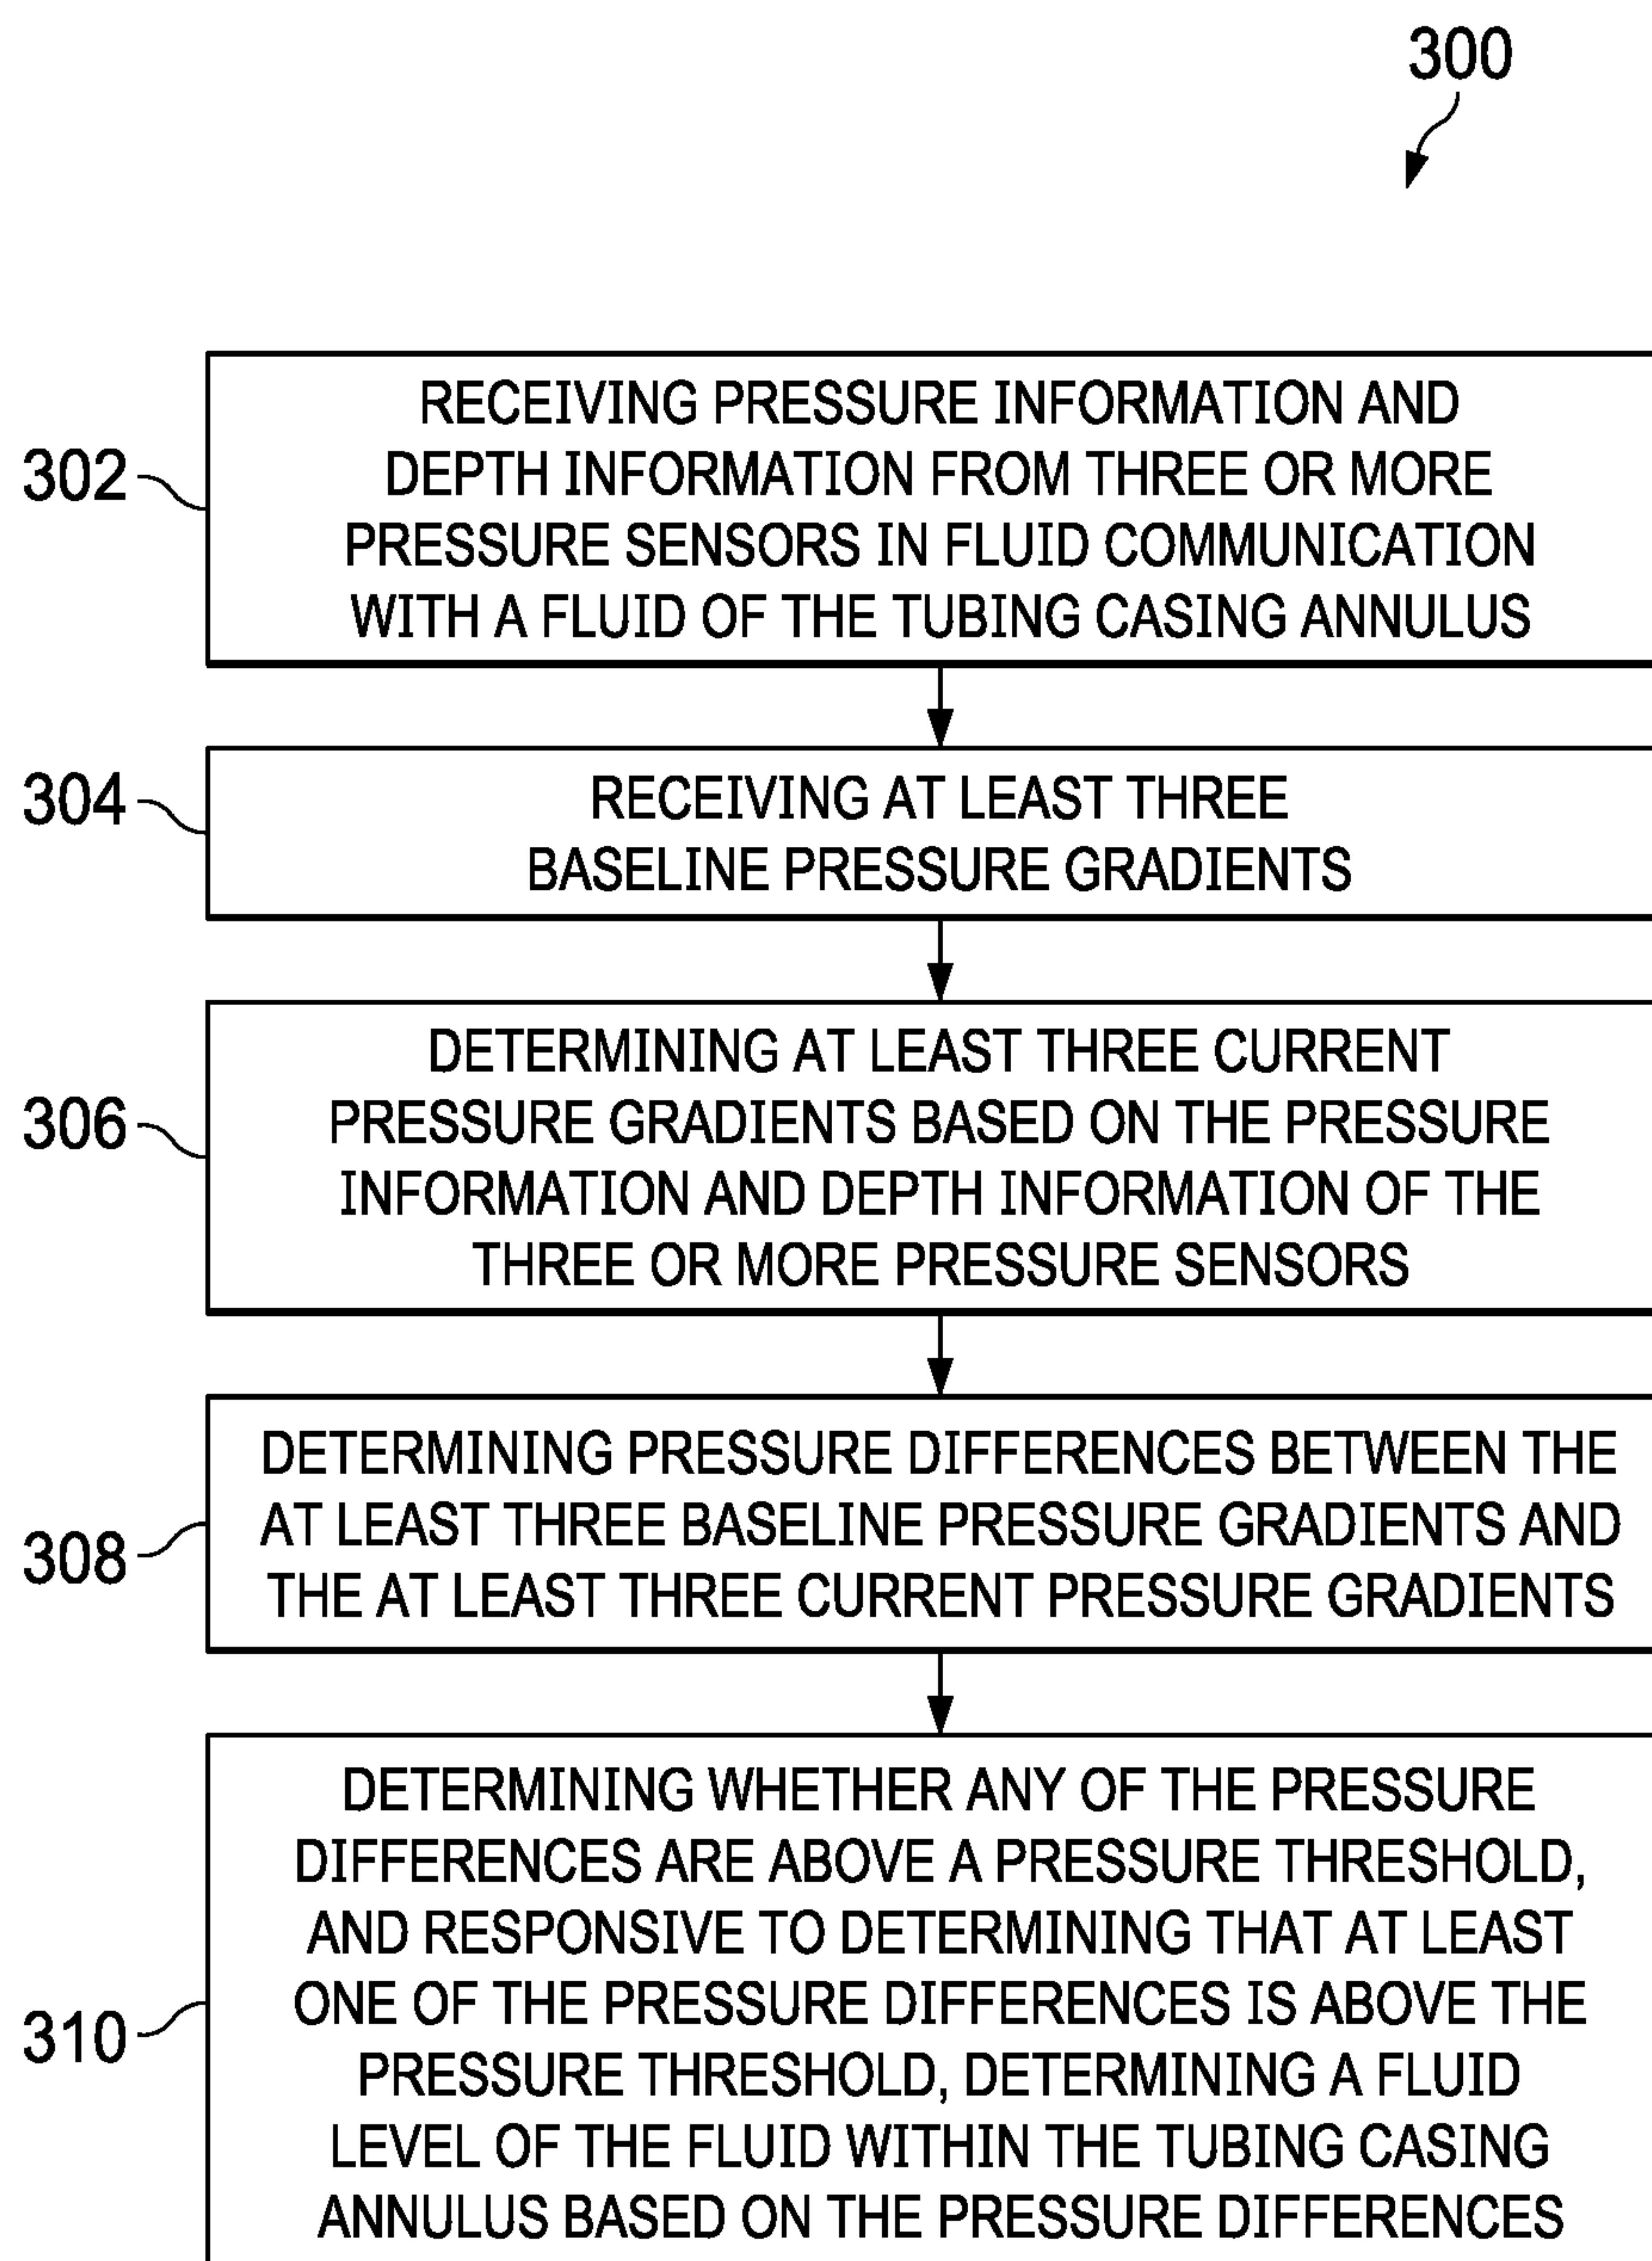 300
302
RECEIVING PRESSURE INFORMATION AND
DEPTH INFORMATION FROM THREE OR MORE
PRESSURE SENSORS IN FLUID COMMUNICATION
WITH A FLUID OF THE TUBING CASING ANNULUS
304
RECEIVING AT LEAST THREE
BASELINE PRESSURE GRADIENTS
306
DETERMINING AT LEAST THREE CURRENT
PRESSURE GRADIENTS BASED ON THE PRESSURE
INFORMATION AND DEPTH INFORMATION OF THE
THREE OR MORE PRESSURE SENSORS
308
DETERMINING PRESSURE DIFFERENCES BETWEEN THE
AT LEAST THREE BASELINE PRESSURE GRADIENTS AND
THE AT LEAST THREE CURRENT PRESSURE GRADIENTS
310
DETERMINING WHETHER ANY OF THE PRESSURE
DIFFERENCES ARE ABOVE A PRESSURE THRESHOLD,
AND RESPONSIVE TO DETERMINING THAT AT LEAST
ONE OF THE PRESSURE DIFFERENCES IS ABOVE THE
PRESSURE THRESHOLD, DETERMINING A FLUID
LEVEL OF THE FLUID WITHIN THE TUBING CASING
ANNULUS BASED ON THE PRESSURE DIFFERENCES